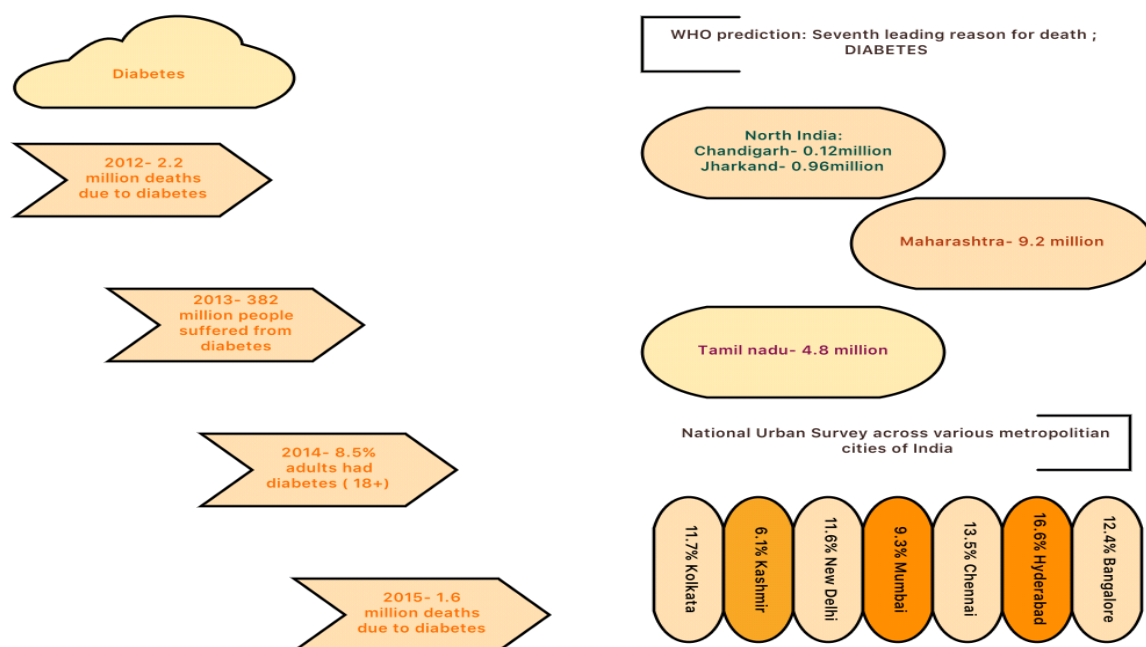 Diabetes
2012- 2.2
million deaths
due to diabetes
2013- 382
million people
suffered from
diabetes
2014- 8.5%
adults had
diabetes ( 18+)
2015- 1.6
million deaths
due to diabetes
WHO prediction: Seventh leading reason for death ;
DIABETES
North India:
Chandigarh- 0.12million
Jharkand- 0.96million
Maharashtra- 9.2 million
Tamil nadu- 4.8 million
National Urban Survey across various metropolitian
cities of India
11.7% Kolkata
6.1% Kashmir
11.6% New Delhi
9.3% Mumbai
13.5% Chennai
16.6% Hyderabad
12.4% Bangalore